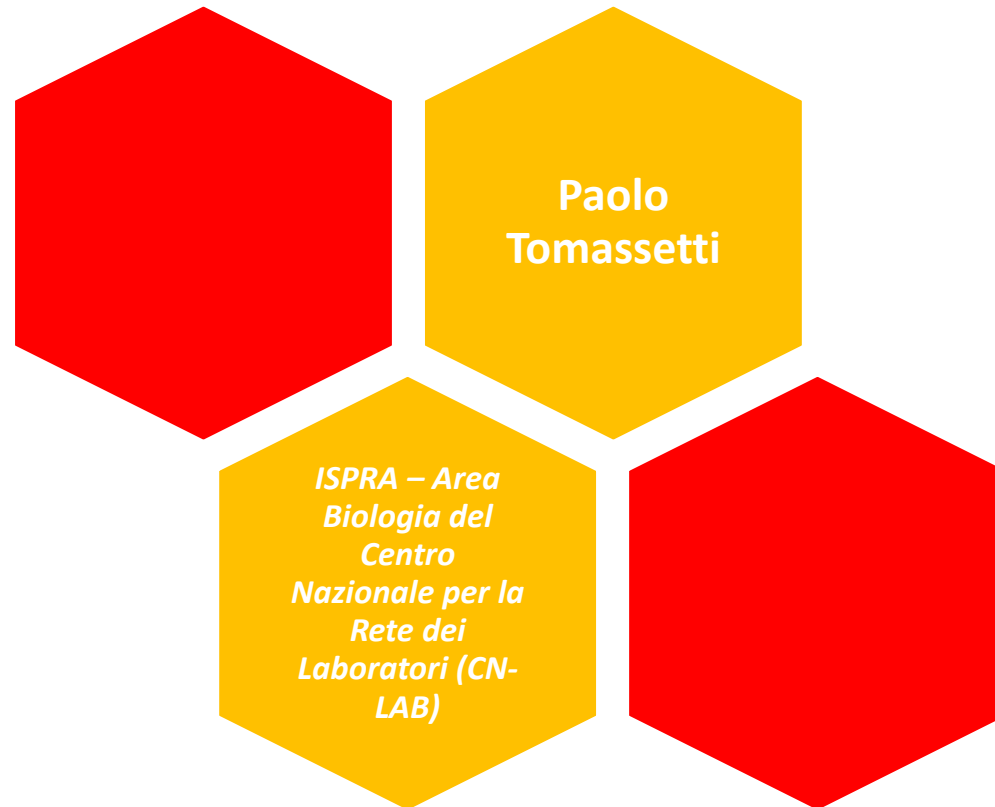 Paolo
Tomassetti
ISPRA – Area
Biologia del
Centro
Nazionale per la
Rete dei
Laboratori (CN-
LAB)